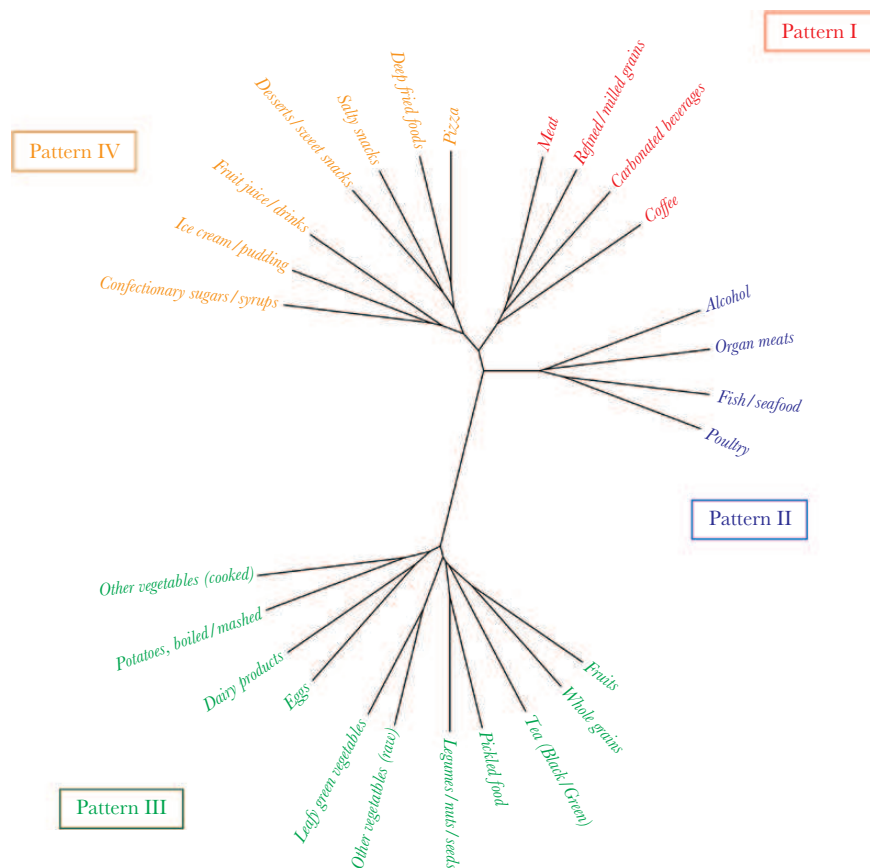 Pattern I
Pattern IV
Confectionary sugars/syrups
Ice cream/pudding
Fruit juice/drinks
Desserts/sweet snacks
Salty snacks
Deep fried foods
Pizza
Meat
Refined/milled grains
Carbonated beverages
Coffee
Alcohol
Organ meats
Fish/seafood
Poultry
Pattern II
Other vegetables (cooked)
Potatoes, boiled/mashed
Dairy products
Eggs
Leafy green vegetables
Other vegetatbles (raw)
Legumes/nuts/seeds
Pickled food
Tea (Black/Green)
Whole grains
Fruits
Pattern III